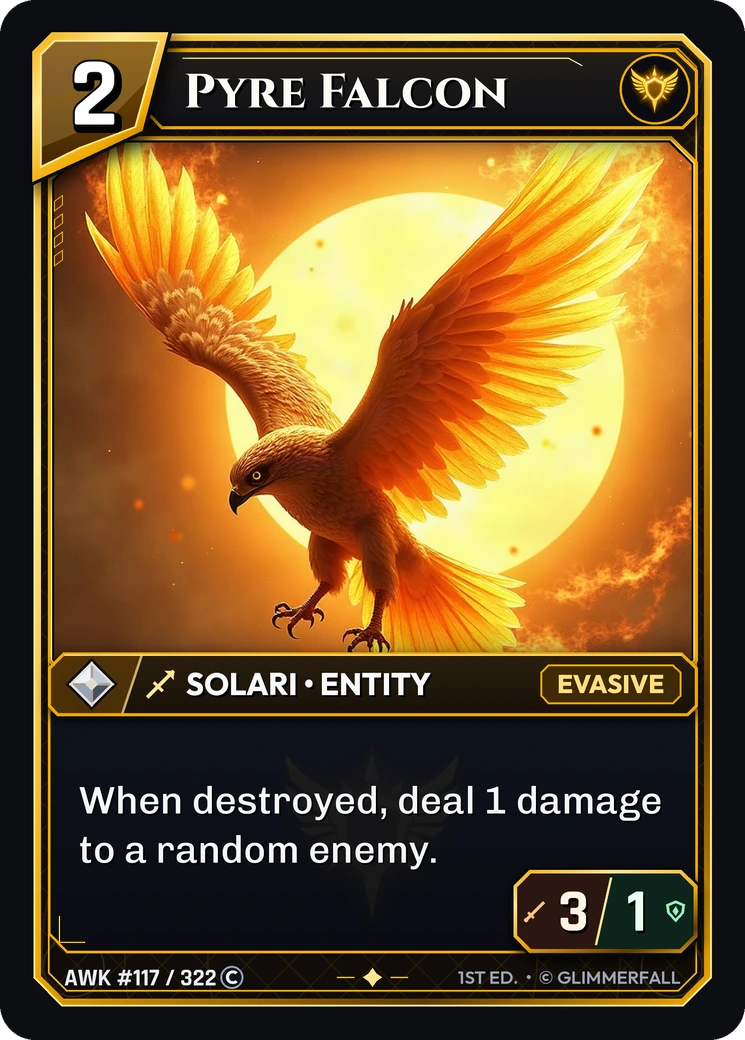 2
PYRE FALCON
SOLARI • ENTITY
EVASIVE
When destroyed, deal 1 damage
to a random enemy.
3 / 1
AWK #117 / 322 Ⓒ
1ST ED. • © GLIMMERFALL